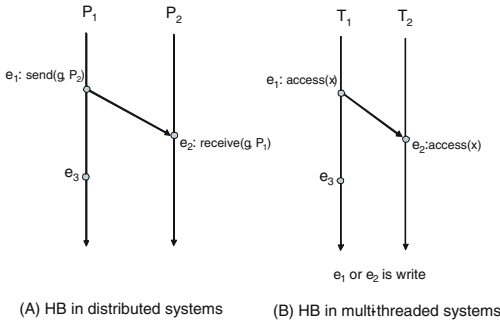 P1 P2
e1: send(g, P2)
e2: receive(g, P1)
e3
(A) HB in distributed systems
T1 T2
e1: access(x)
e2:access(x)
e3
e1 or e2 is write
(B) HB in multi-threaded systems